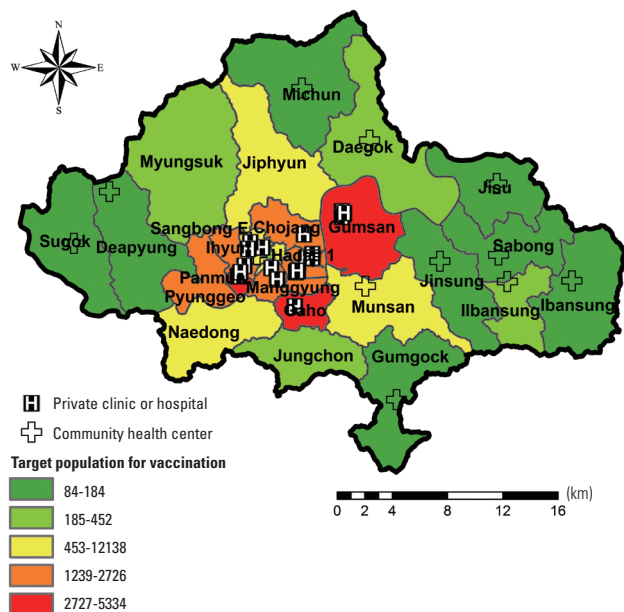 N
W E
S
Michun
Daegok
Myungsuk
Jiphyun
Jisu
Gumsan
Sangbong E
Chojang
Sugok
Deapyung
Sabong
Jinsung
Panmun
Manggyung
Pyunggeo
Munsan
Ilbansung
Ibansung
Gaho
Naedong
Jungchon
Gumgock
Private clinic or hospital
Community health center
Target population for vaccination
84-184
185-452
453-12138
1239-2726
2727-5334
(km)
0 2 4 8 12 16